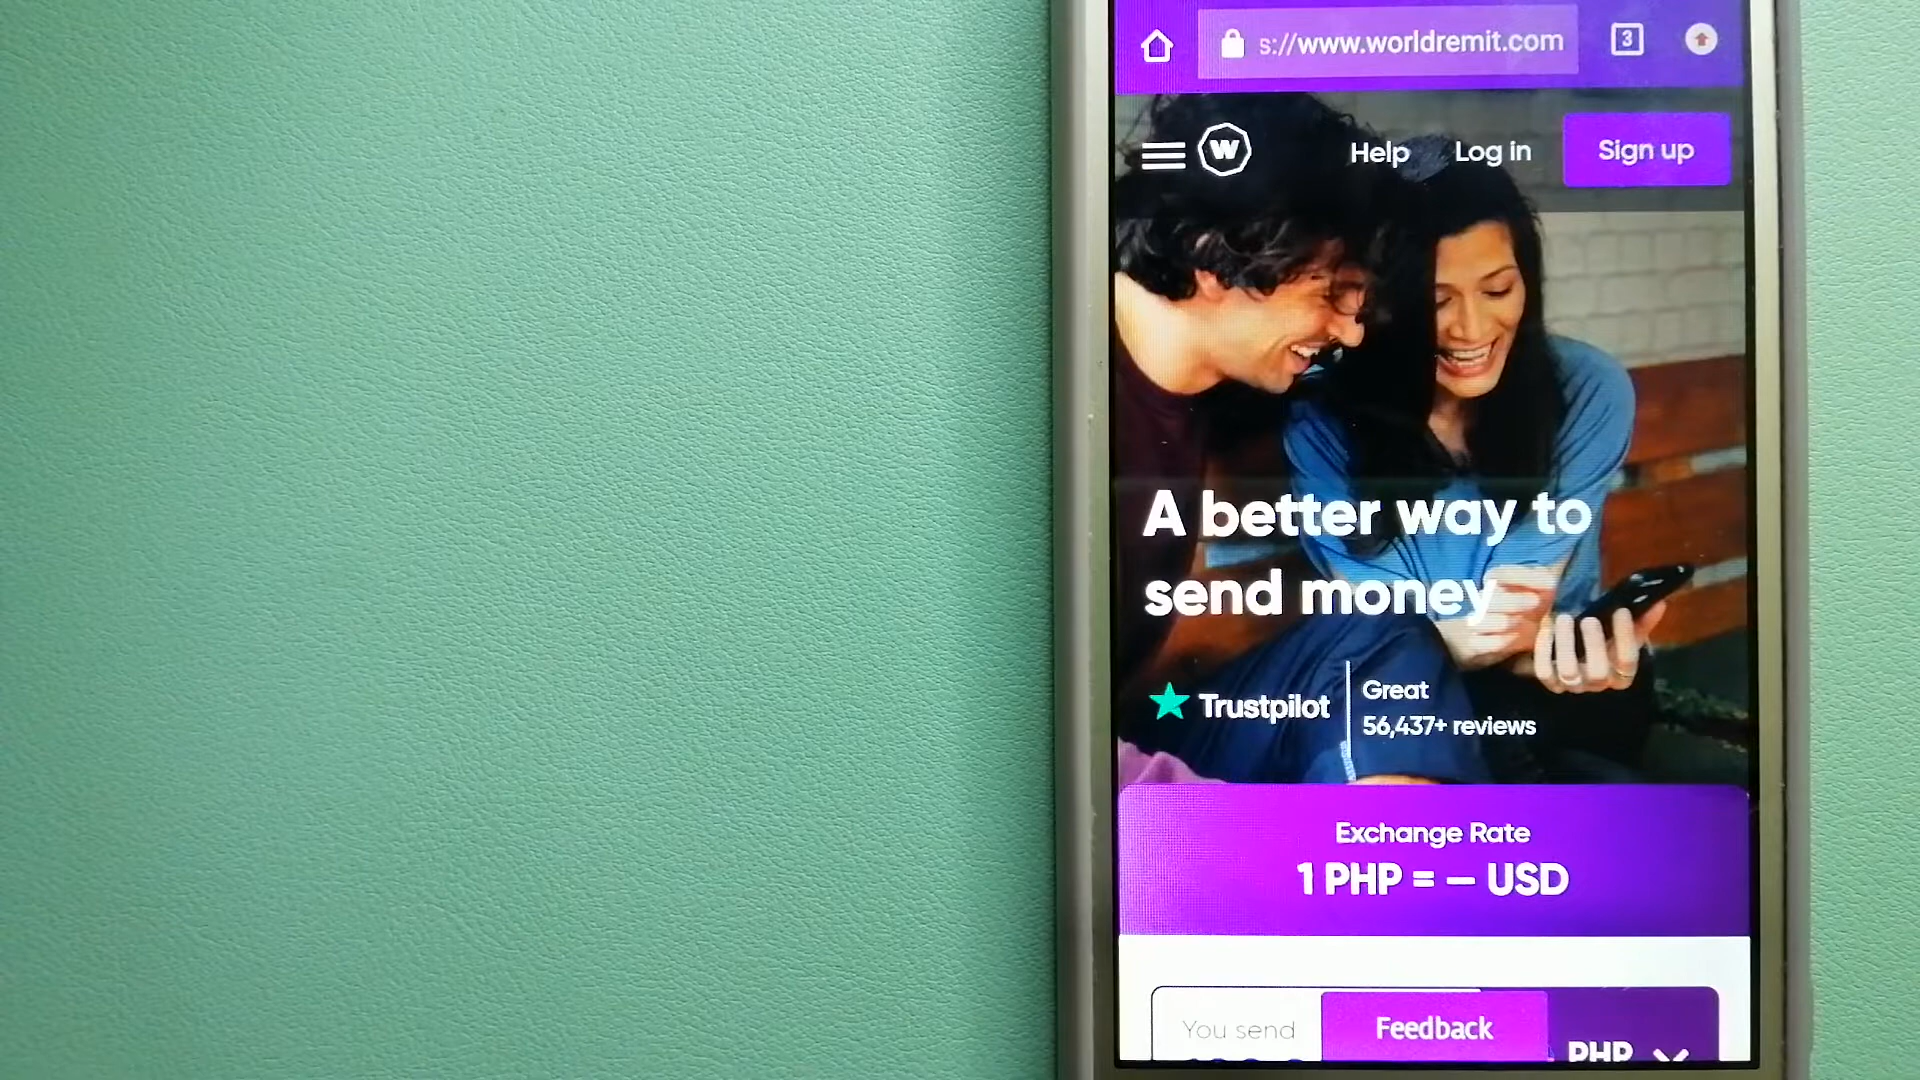 s://www.worldremit.com
3
W
Help
Log in
Sign up
A better way to
send money
Trustpilot
Great
56,437+ reviews
Exchange Rate
1 PHP = — USD
You send
Feedback
PHP